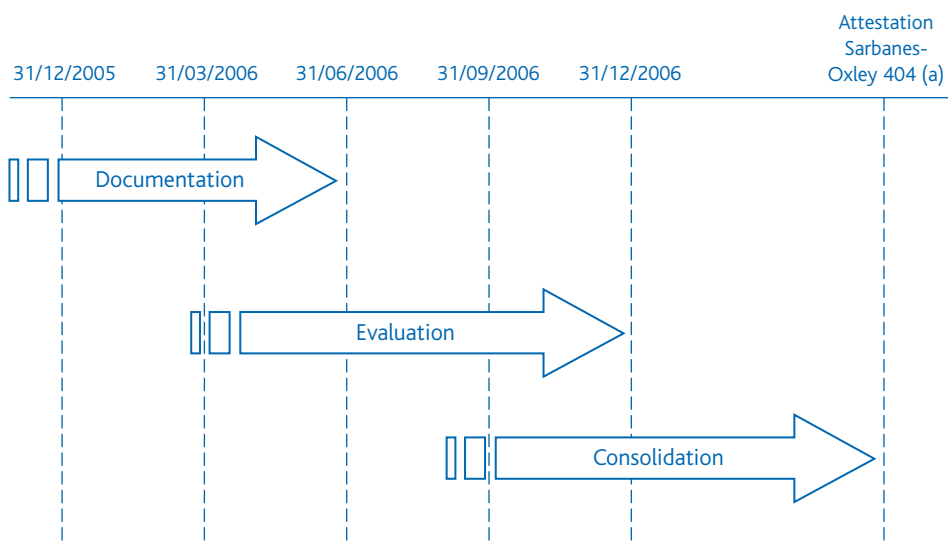 Attestation
Sarbanes-
31/12/2005 31/03/2006 31/06/2006 31/09/2006 31/12/2006 Oxley 404 (a)
Documentation
Evaluation
Consolidation